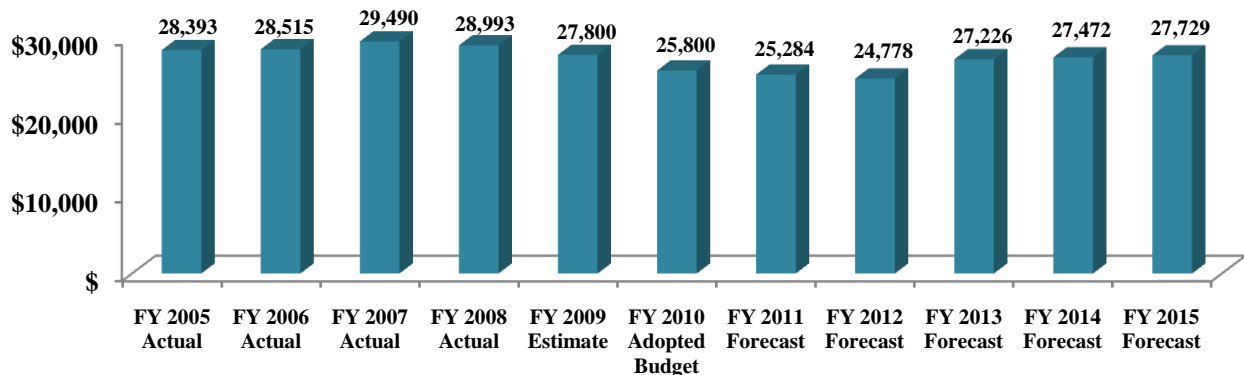 28,393 28,515 29,490 28,993 27,800 25,800 25,284 24,778 27,226 27,472 27,729
$30,000
$20,000
$10,000
$
FY 2005 FY 2006 FY 2007 FY 2008 FY 2009 FY 2010 FY 2011 FY 2012 FY 2013 FY 2014 FY 2015
Actual Actual Actual Actual Estimate Adopted Forecast Forecast Forecast Forecast Forecast
Budget